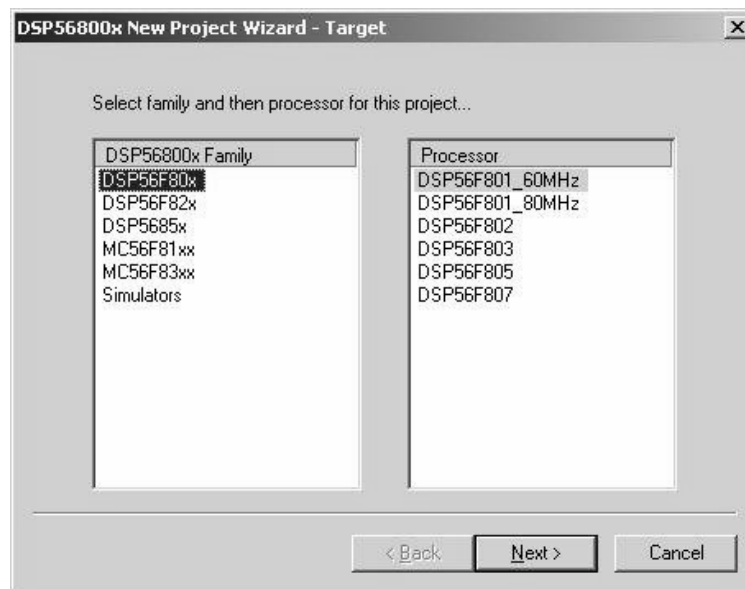 DSP56800x New Project Wizard - Target
Select family and then processor for this project...
DSP56800x Family
DSP56F80x
DSP56F82x
DSP5685x
MC56F81xx
MC56F83xx
Simulators
Processor
DSP56F801_60MHz
DSP56F801_80MHz
DSP56F802
DSP56F803
DSP56F805
DSP56F807
< Back
Next >
Cancel